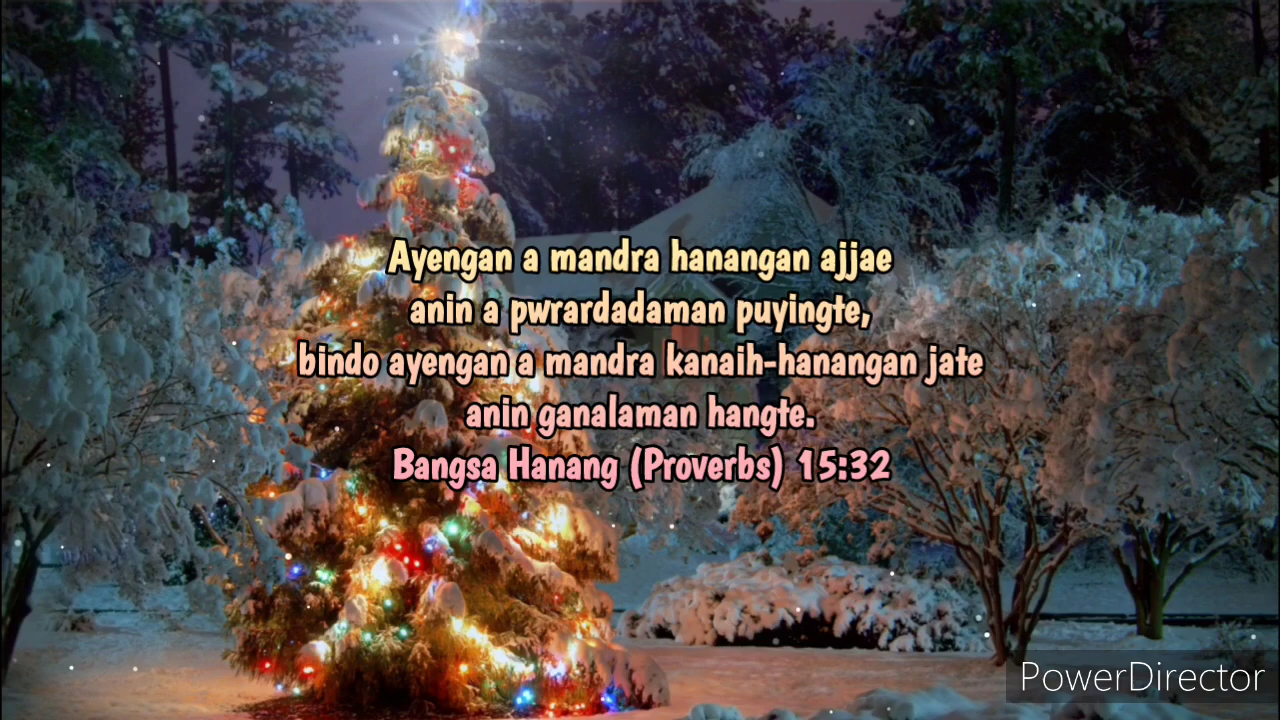 Ayengan a mandra hanangan ajjae
anin a pwrardadaman puyingte,
bindo ayengan a mandra kanaih-hanangan jate
anin ganalaman hangte.
Bangsa Hanang (Proverbs) 15:32
PowerDirector